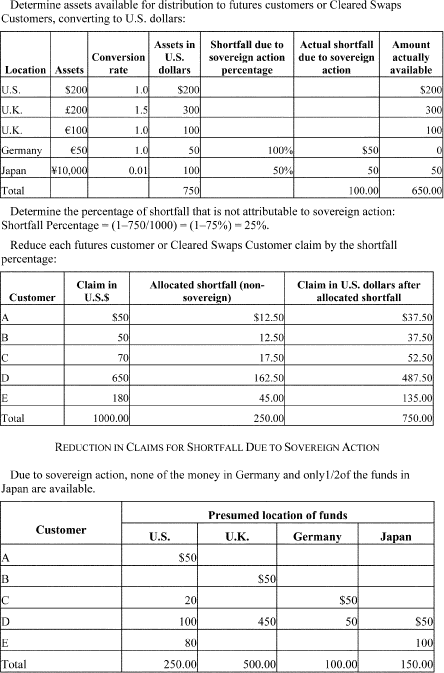 Determine assets available for distribution to futures customers or Cleared Swaps
Customers, converting to U.S. dollars:
Location Assets Conversion rate Assets in U.S. dollars Shortfall due to sovereign action percentage Actual shortfall due to sovereign action Amount actually available
U.S. $200 1.0 $200 $200
U.K. £200 1.5 300 300
U.K. €100 1.0 100 100
Germany €50 1.0 50 100% $50 0
Japan ¥10,000 0.01 100 50% 50 50
Total 750 100.00 650.00
Determine the percentage of shortfall that is not attributable to sovereign action:
Shortfall Percentage = (1–750/1000) = (1–75%) = 25%.
Reduce each futures customer or Cleared Swaps Customer claim by the shortfall
percentage:
Customer Claim in U.S.$ Allocated shortfall (non-sovereign) Claim in U.S. dollars after allocated shortfall
A $50 $12.50 $37.50
B 50 12.50 37.50
C 70 17.50 52.50
D 650 162.50 487.50
E 180 45.00 135.00
Total 1000.00 250.00 750.00
REDUCTION IN CLAIMS FOR SHORTFALL DUE TO SOVEREIGN ACTION
Due to sovereign action, none of the money in Germany and only1/2of the funds in
Japan are available.
Customer Presumed location of funds
U.S. U.K. Germany Japan
A $50
B $50
C 20 $50
D 100 450 50 $50
E 80 100
Total 250.00 500.00 100.00 150.00